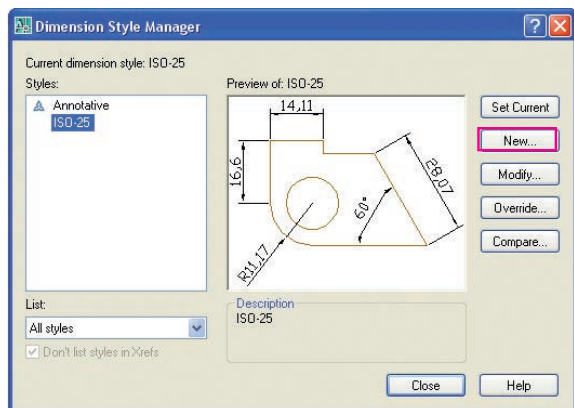 Dimension Style Manager
Current dimension style: ISO-25
Styles:
Annotative
ISO-25
Preview of: ISO-25
14,11
16,6
28,07
60°
R11,17
Set Current
New...
Modify...
Override...
Compare...
List:
All styles
Don't list styles in Xrefs
Description
ISO-25
Close
Help